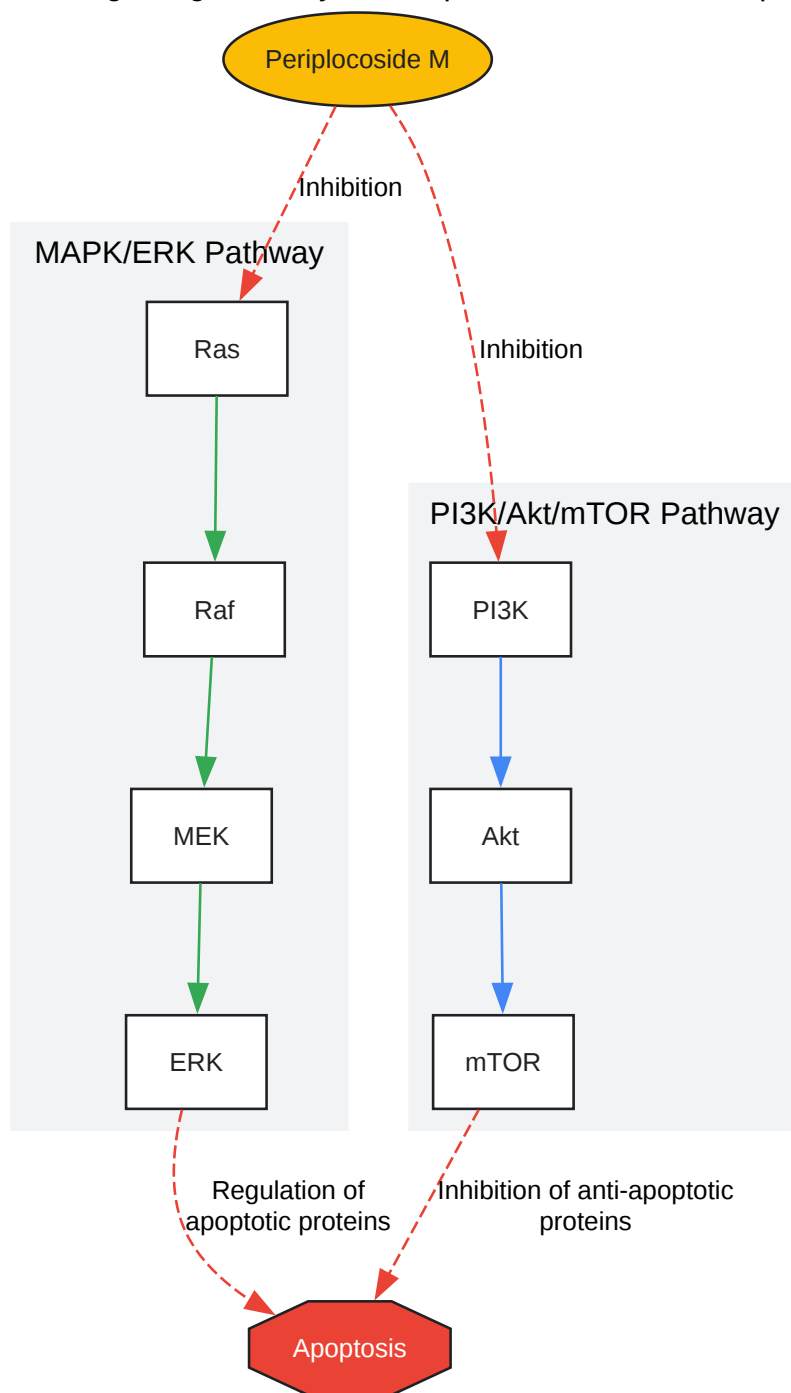 Periplocoside M
Inhibition
MAPK/ERK Pathway
Ras
Inhibition
PI3K/Akt/mTOR Pathway
Raf
PI3K
MEK
Akt
ERK
mTOR
Regulation of
apoptotic proteins
Inhibition of anti-apoptotic
proteins
Apoptosis